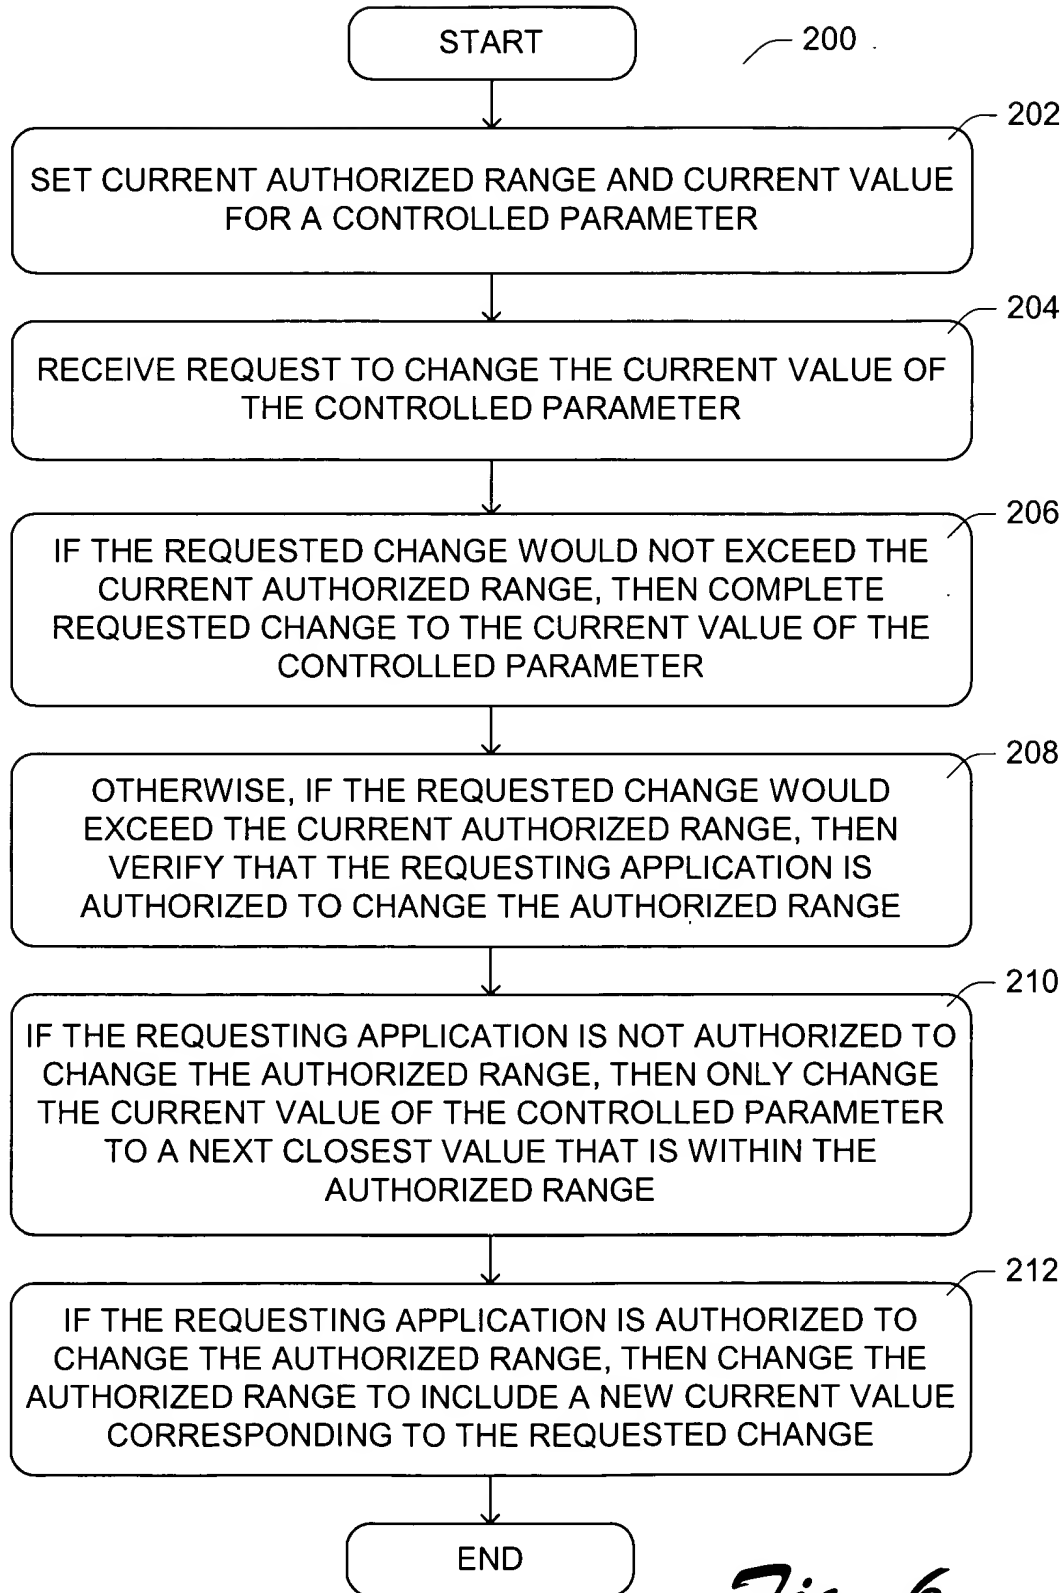 START
200
202
SET CURRENT AUTHORIZED RANGE AND CURRENT VALUE
FOR A CONTROLLED PARAMETER
204
RECEIVE REQUEST TO CHANGE THE CURRENT VALUE OF
THE CONTROLLED PARAMETER
206
IF THE REQUESTED CHANGE WOULD NOT EXCEED THE
CURRENT AUTHORIZED RANGE, THEN COMPLETE
REQUESTED CHANGE TO THE CURRENT VALUE OF THE
CONTROLLED PARAMETER
208
OTHERWISE, IF THE REQUESTED CHANGE WOULD
EXCEED THE CURRENT AUTHORIZED RANGE, THEN
VERIFY THAT THE REQUESTING APPLICATION IS
AUTHORIZED TO CHANGE THE AUTHORIZED RANGE
210
IF THE REQUESTING APPLICATION IS NOT AUTHORIZED TO
CHANGE THE AUTHORIZED RANGE, THEN ONLY CHANGE
THE CURRENT VALUE OF THE CONTROLLED PARAMETER
TO A NEXT CLOSEST VALUE THAT IS WITHIN THE
AUTHORIZED RANGE
212
IF THE REQUESTING APPLICATION IS AUTHORIZED TO
CHANGE THE AUTHORIZED RANGE, THEN CHANGE THE
AUTHORIZED RANGE TO INCLUDE A NEW CURRENT VALUE
CORRESPONDING TO THE REQUESTED CHANGE
END
Fig. 6